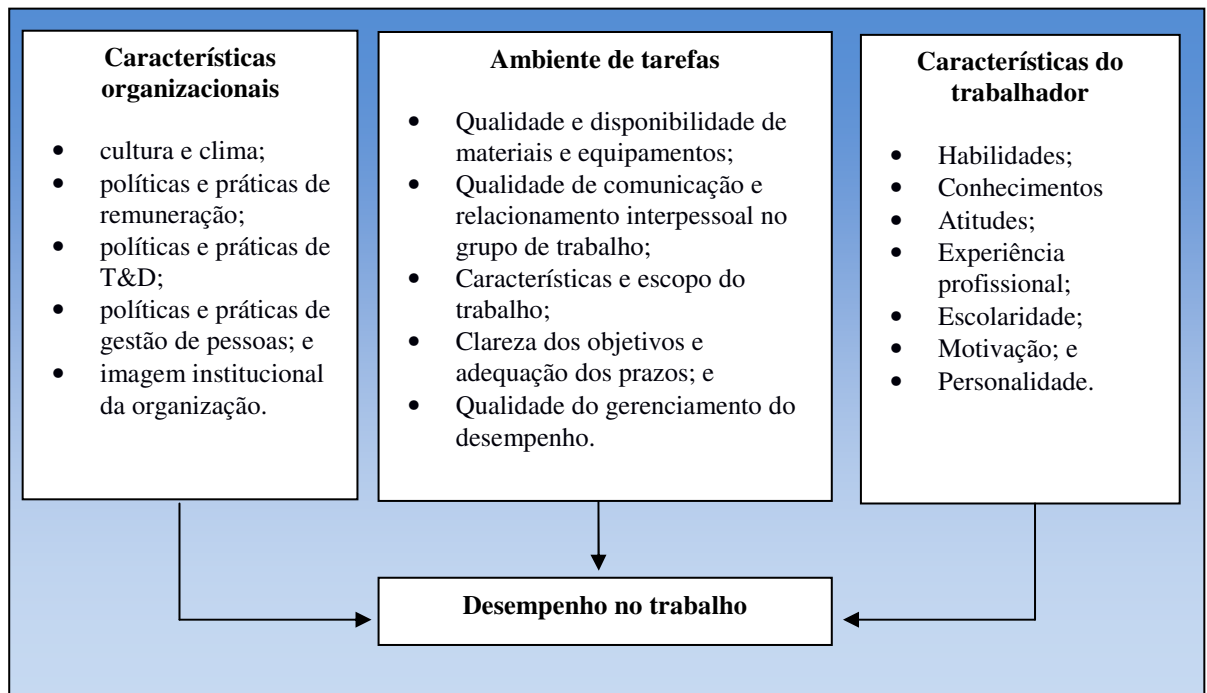 Característícas
organizacionais
• cultura e clima;
• políticas e práticas de
remuneração;
• políticas e práticas de
T&D;
• políticas e práticas de
gestão de pessoas; e
• imagem institucional
da organização.
Ambiente de tarefas
• Qualidade e disponibilidade de
materiais e equipamentos;
• Qualidade de comunicação e
relacionamento interpessoal no
grupo de trabalho;
• Características e escopo do
trabalho;
• Clareza dos objetivos e
adequação dos prazos; e
• Qualidade do gerenciamento do
desempenho.
Características do
trabalhador
• Habilidades;
• Conhecimentos
• Atitudes;
• Experiência
profissional;
• Escolaridade;
• Motivação; e
• Personalidade.
Desempenho no trabalho